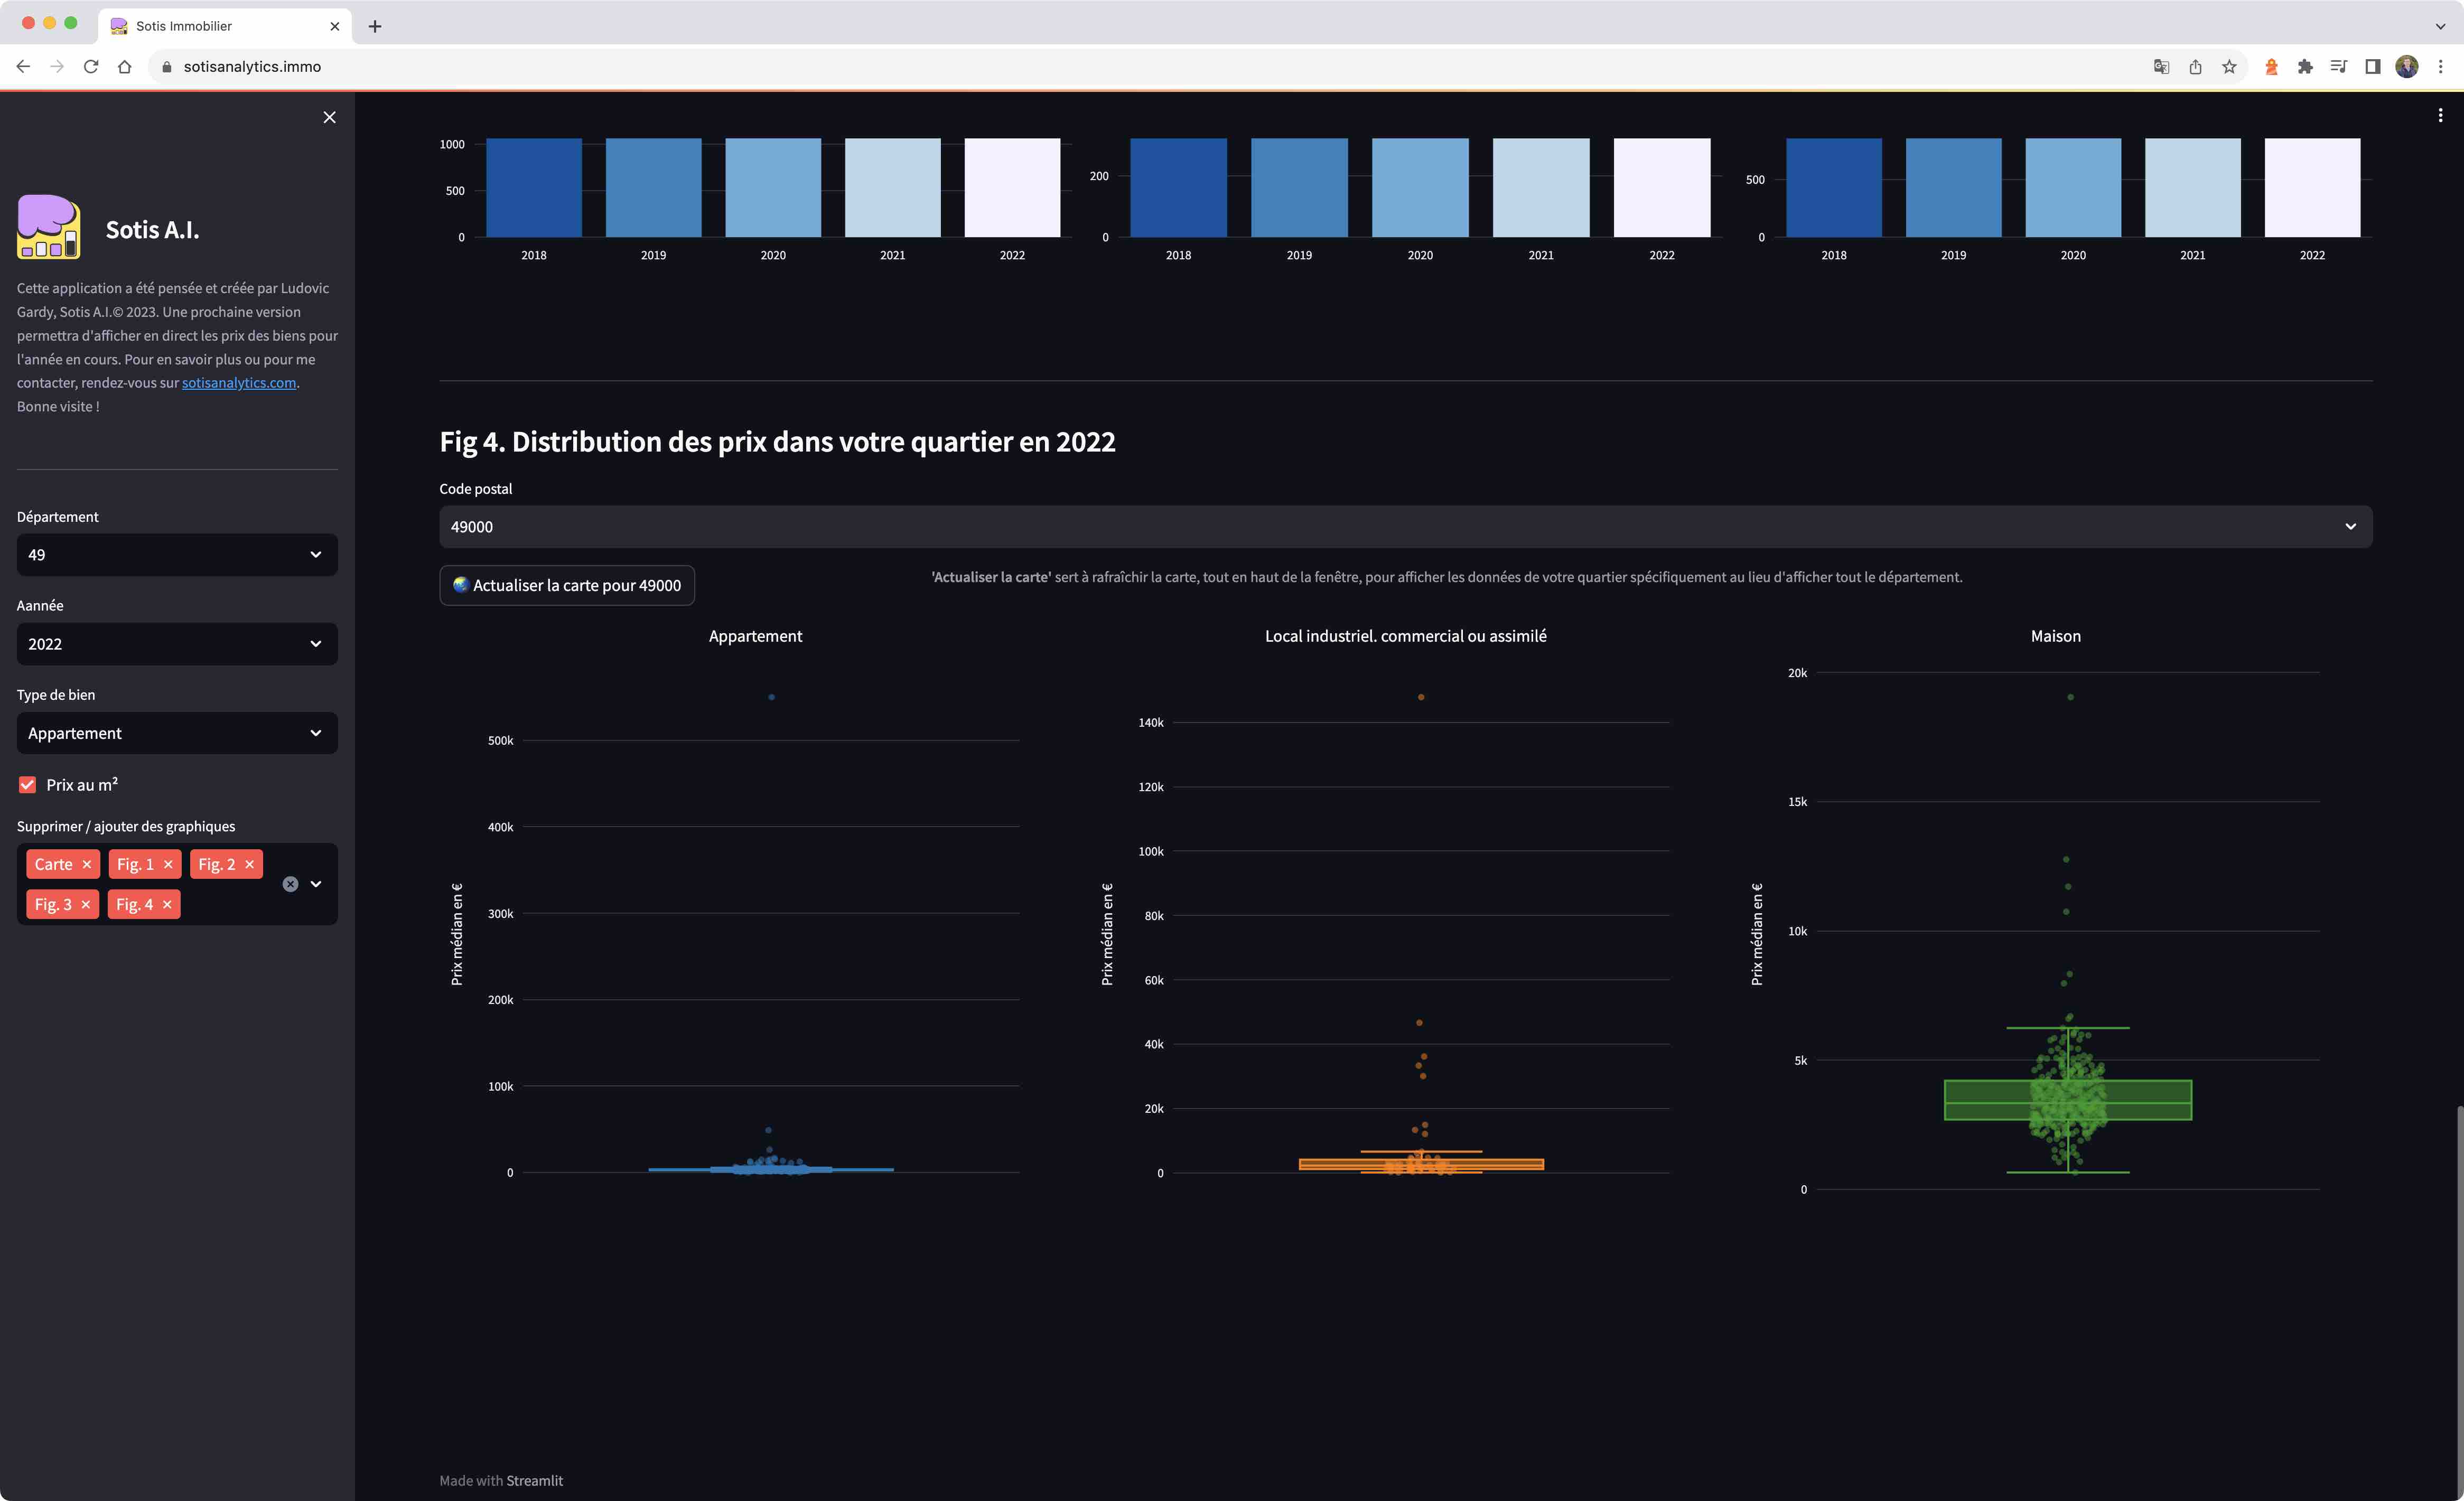 Sotis Immobilier
sotisanalytics.immo
Sotis A.I.
Cette application a été pensée et créée par Ludovic
Gardy, Sotis A.I.© 2023. Une prochaine version
permettra d'afficher en direct les prix des biens pour
l'année en cours. Pour en savoir plus ou pour me
contacter, rendez-vous sur sotisanalytics.com.
Bonne visite !
Département
49
Aannée
2022
Type de bien
Appartement
Prix au m²
Supprimer / ajouter des graphiques
Carte Fig. 1 Fig. 2
Fig. 3 Fig. 4
1000
500
0
2018 2019 2020 2021 2022
200
0
2018 2019 2020 2021 2022
500
0
2018 2019 2020 2021 2022
Fig 4. Distribution des prix dans votre quartier en 2022
Code postal
49000
Actualiser la carte pour 49000
'Actualiser la carte' sert à rafraîchir la carte, tout en haut de la fenêtre, pour afficher les données de votre quartier spécifiquement au lieu d'afficher tout le département.
Appartement
Prix médian en €
500k
400k
300k
200k
100k
0
Local industriel. commercial ou assimilé
Prix médian en €
140k
120k
100k
80k
60k
40k
20k
0
Maison
Prix médian en €
20k
15k
10k
5k
0
Made with Streamlit